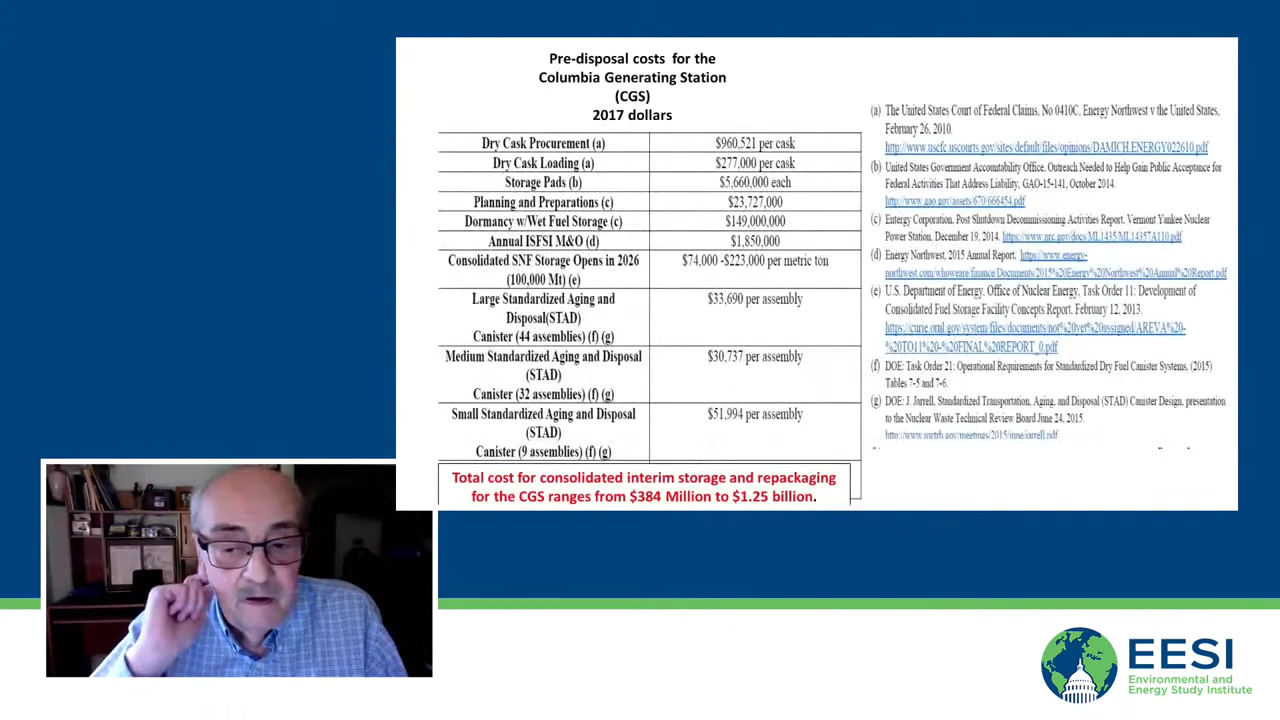 Pre-disposal costs for the
Columbia Generating Station
(CGS)
2017 dollars
Dry Cask Procurement (a) $960,521 per cask
Dry Cask Loading (a) $277,000 per cask
Storage Pads (b) $5,660,000 each
Planning and Preparations (c) $23,727,000
Dormancy w/Wet Fuel Storage (c) $149,000,000
Annual ISFSI M&O (d) $1,850,000
Consolidated SNF Storage Opens in 2026 $74,000 -$223,000 per metric ton
(100,000 Mt) (e)
Large Standardized Aging and $33,690 per assembly
Disposal(STAD)
Canister (44 assemblies) (f) (g)
Medium Standardized Aging and Disposal $30,737 per assembly
(STAD)
Canister (32 assemblies) (f) (g)
Small Standardized Aging and Disposal $51,994 per assembly
(STAD)
Canister (9 assemblies) (f) (g)
Total cost for consolidated interim storage and repackaging
for the CGS ranges from $384 Million to $1.25 billion.
(a) The United States Court of Federal Claims, No 0410C, Energy Northwest v the United States,
February 26, 2010.
http://www.uscfc.uscourts.gov/sites/default/files/opinions/DAMICH.ENERGY022610.pdf
(b) United States Government Accountability Office, Outreach Needed to Help Gain Public Acceptance for
Federal Activities That Address Liability, GAO-15-141, October 2014.
http://www.gao.gov/assets/670/666454.pdf
(c) Entergy Corporation, Post Shutdown Decommissioning Activities Report, Vermont Yankee Nuclear
Power Station, December 19, 2014. https://www.nrc.gov/docs/ML1435/ML14357A110.pdf
(d) Energy Northwest, 2015 Annual Report, https://www.energy-
northwest.com/whoweare/finance/Documents/2015%20Energy%20Northwest%20Annual%20Report.pdf
(e) U.S. Department of Energy, Office of Nuclear Energy, Task Order 11: Development of
Consolidated Fuel Storage Facility Concepts Report, February 12, 2013.
https://curie.ornl.gov/system/files/documents/not%20yet%20assigned/AREVA%20-
%20TO11%20-%20FINAL%20REPORT_0.pdf
(f) DOE: Task Order 21: Operational Requirements for Standardized Dry Fuel Canister Systems, (2015)
Tables 7-5 and 7-6.
(g) DOE: J. Jarrell, Standardized Transportation, Aging, and Disposal (STAD) Canister Design, presentation
to the Nuclear Waste Technical Review Board June 24, 2015.
http://www.nwtrb.gov/meetings/2015/june/jarrell.pdf
EESI
Environmental and
Energy Study Institute